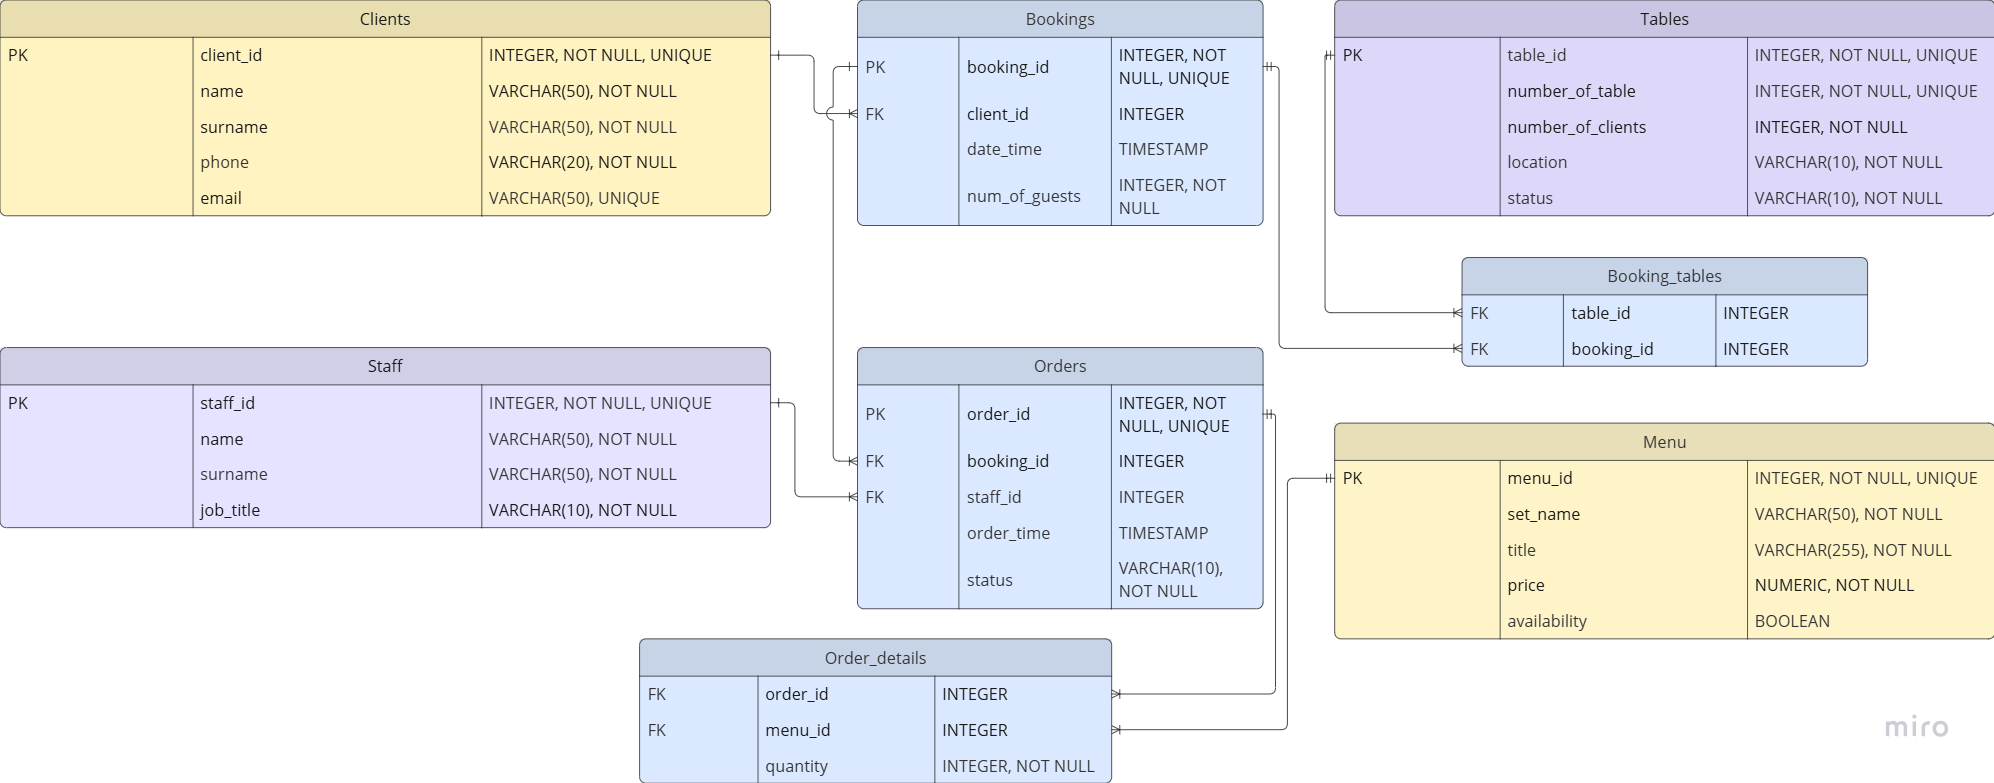 Clients
PK client_id INTEGER, NOT NULL, UNIQUE
name VARCHAR(50), NOT NULL
surname VARCHAR(50), NOT NULL
phone VARCHAR(20), NOT NULL
email VARCHAR(50), UNIQUE
Bookings
PK booking_id INTEGER, NOT
NULL, UNIQUE
FK client_id INTEGER
date_time TIMESTAMP
num_of_guests INTEGER, NOT
NULL
Tables
PK table_id INTEGER, NOT NULL, UNIQUE
number_of_table INTEGER, NOT NULL, UNIQUE
number_of_clients INTEGER, NOT NULL
location VARCHAR(10), NOT NULL
status VARCHAR(10), NOT NULL
Booking_tables
FK table_id INTEGER
FK booking_id INTEGER
Staff
PK staff_id INTEGER, NOT NULL, UNIQUE
name VARCHAR(50), NOT NULL
surname VARCHAR(50), NOT NULL
job_title VARCHAR(10), NOT NULL
Orders
PK order_id INTEGER, NOT
NULL, UNIQUE
FK booking_id INTEGER
FK staff_id INTEGER
order_time TIMESTAMP
status VARCHAR(10),
NOT NULL
Menu
PK menu_id INTEGER, NOT NULL, UNIQUE
set_name VARCHAR(50), NOT NULL
title VARCHAR(255), NOT NULL
price NUMERIC, NOT NULL
availability BOOLEAN
Order_details
FK order_id INTEGER
FK menu_id INTEGER
quantity INTEGER, NOT NULL
miro